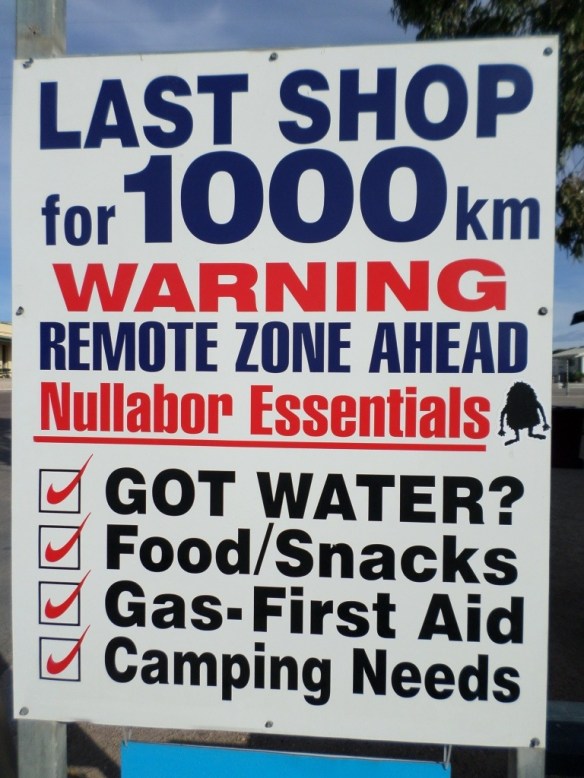 LAST SHOP
for 1000 km
WARNING
REMOTE ZONE AHEAD
Nullabor Essentials
GOT WATER?
Food/Snacks
Gas-First Aid
Camping Needs